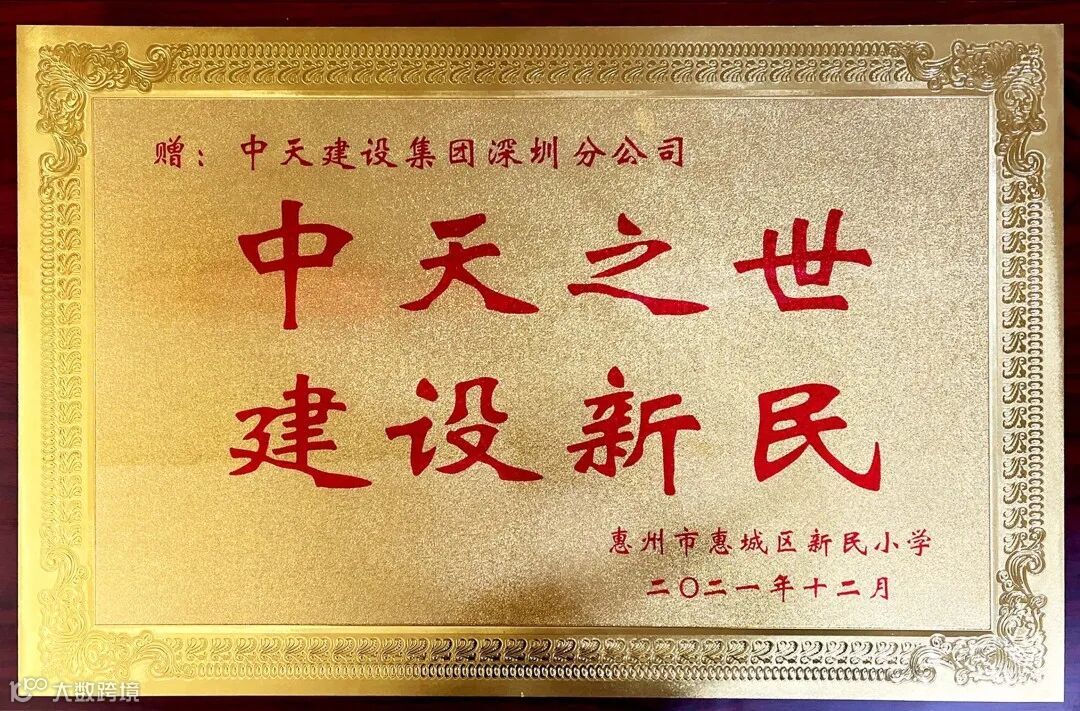 赠：中天建设集团深圳分公司
中天之世
建设新民
惠州市惠城区新民小学
二〇二一年十二月
大数跨境